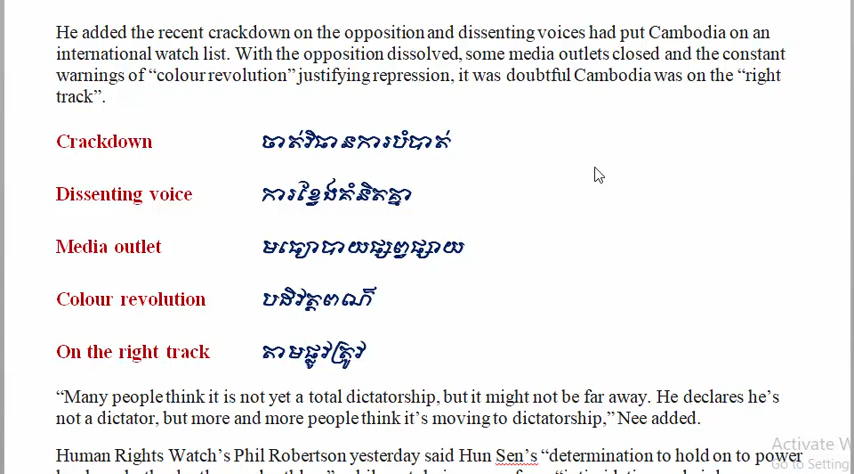 He added the recent crackdown on the opposition and dissenting voices had put Cambodia on an
international watch list. With the opposition dissolved, some media outlets closed and the constant
warnings of “colour revolution” justifying repression, it was doubtful Cambodia was on the “right
track”.
Crackdown ចាត់វិធានការបំបាត់
Dissenting voice ការខ្វែងគំនិតគ្នា
Media outlet មធ្យោបាយផ្សព្វផ្សាយ
Colour revolution បដិវត្តពណ៌
On the right track តាមផ្លូវត្រូវ
“Many people think it is not yet a total dictatorship, but it might not be far away. He declares he’s
not a dictator, but more and more people think it’s moving to dictatorship,” Nee added.
Activate W
Go to Setting
Human Rights Watch’s Phil Robertson yesterday said Hun Sen’s “determination to hold on to power